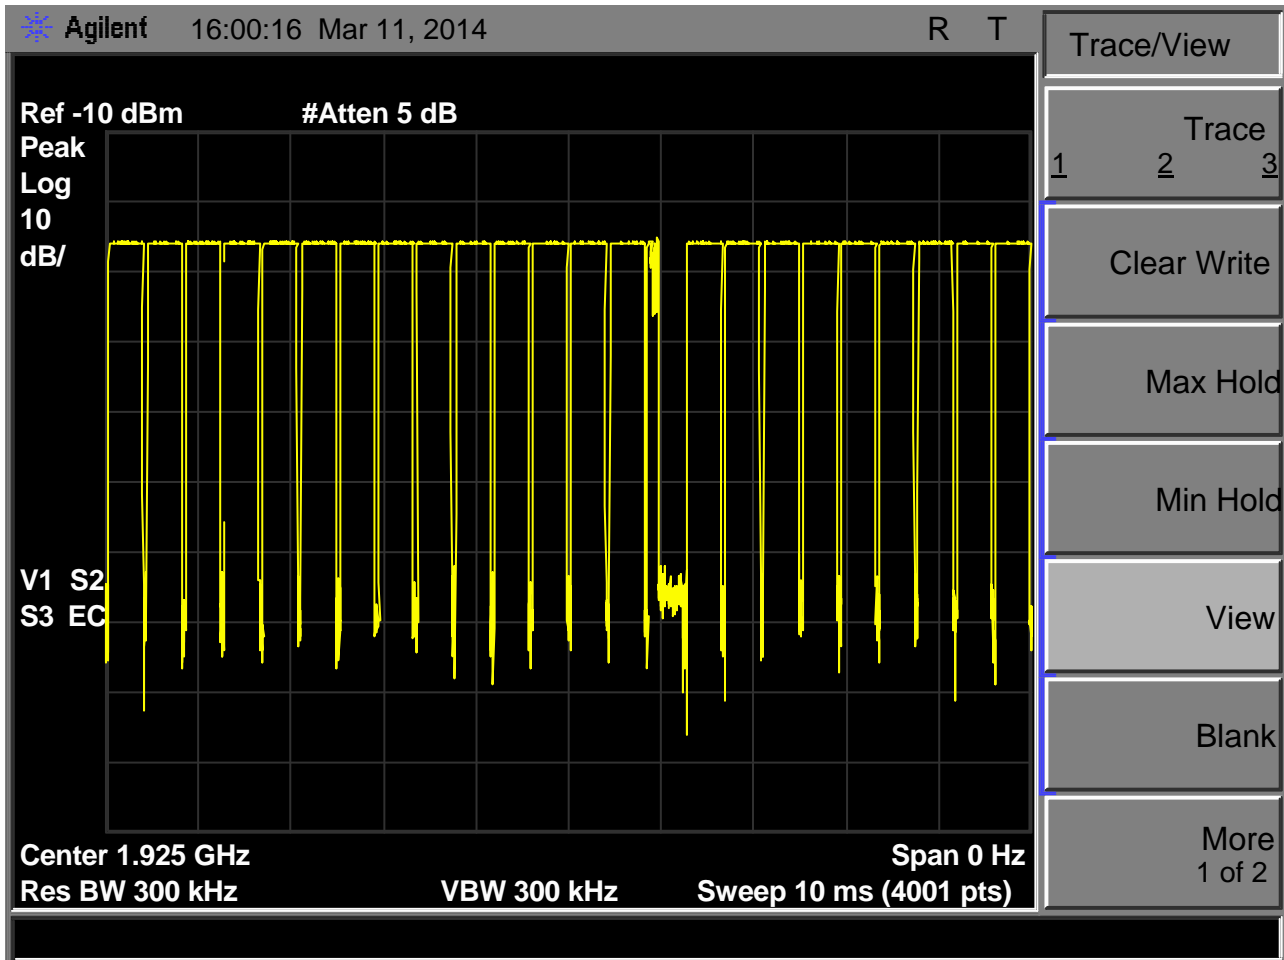 Agilent 16:00:16 Mar 11, 2014 R T
Trace/View
Ref -10 dBm #Atten 5 dB
Peak
Log
10
dB/
V1 S2
S3 EC
Center 1.925 GHz Span 0 Hz
Res BW 300 kHz VBW 300 kHz Sweep 10 ms (4001 pts)
Trace
1 2 3
Clear Write
Max Hold
Min Hold
View
Blank
More
1 of 2